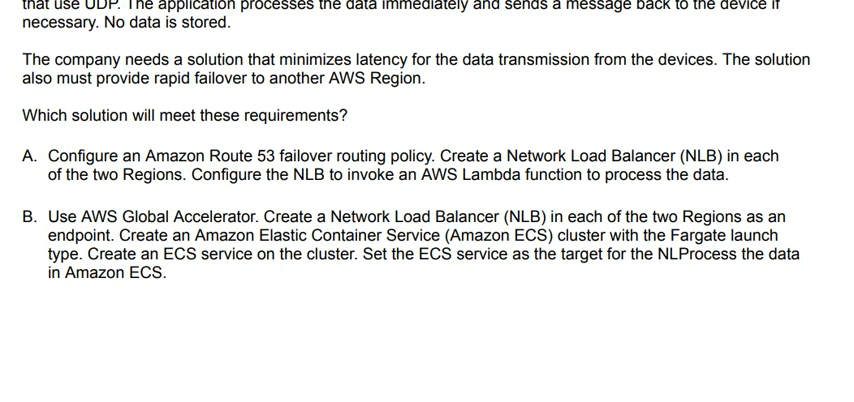 that use UDP. The application processes the data immediately and sends a message back to the device if
necessary. No data is stored.
The company needs a solution that minimizes latency for the data transmission from the devices. The solution
also must provide rapid failover to another AWS Region.
Which solution will meet these requirements?
A. Configure an Amazon Route 53 failover routing policy. Create a Network Load Balancer (NLB) in each
of the two Regions. Configure the NLB to invoke an AWS Lambda function to process the data.
B. Use AWS Global Accelerator. Create a Network Load Balancer (NLB) in each of the two Regions as an
endpoint. Create an Amazon Elastic Container Service (Amazon ECS) cluster with the Fargate launch
type. Create an ECS service on the cluster. Set the ECS service as the target for the NLProcess the data
in Amazon ECS.